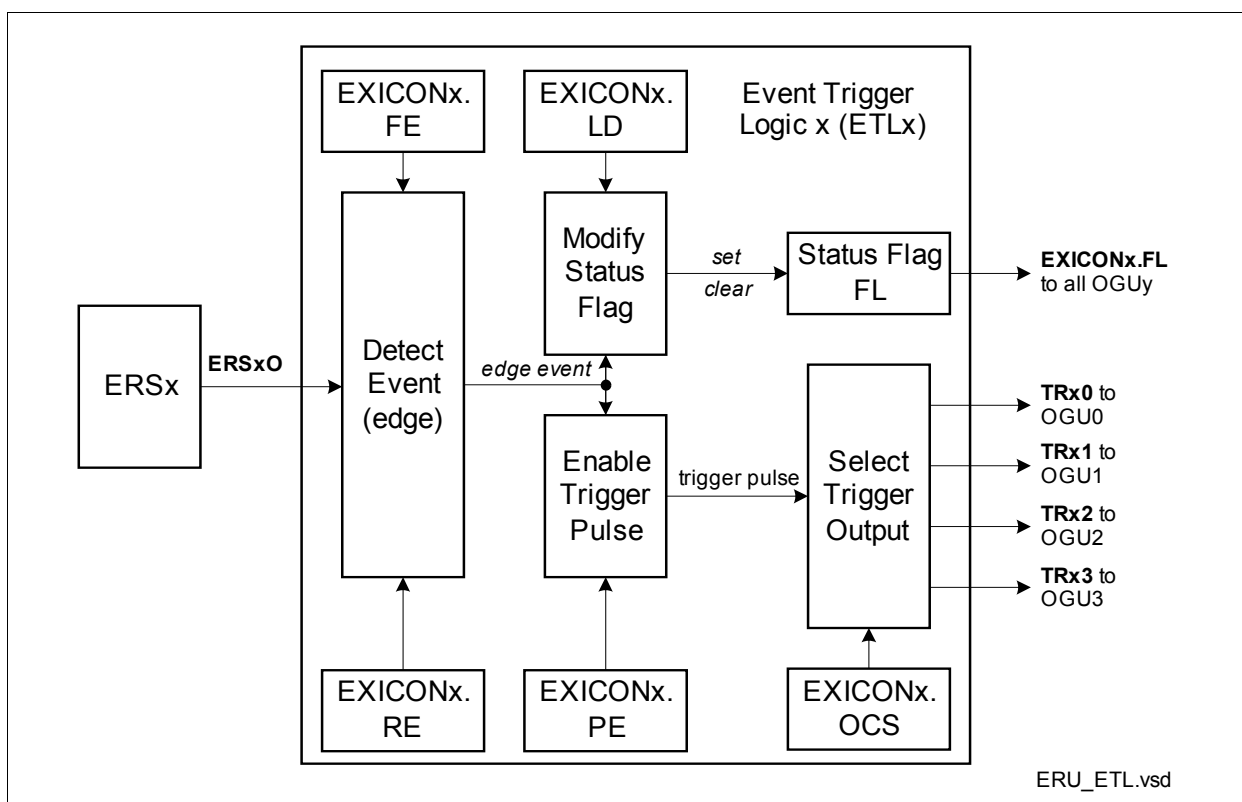 EXICONx.
FE
EXICONx.
LD
Event Trigger
Logic x (ETLx)
Modify
Status
Flag
set
clear
Status Flag
FL
EXICONx.FL
to all OGUy
ERSx
ERSxO
Detect
Event
(edge)
edge event
Enable
Trigger
Pulse
trigger pulse
Select
Trigger
Output
TRx0 to
OGU0
TRx1 to
OGU1
TRx2 to
OGU2
TRx3 to
OGU3
EXICONx.
RE
EXICONx.
PE
EXICONx.
OCS
ERU_ETL.vsd